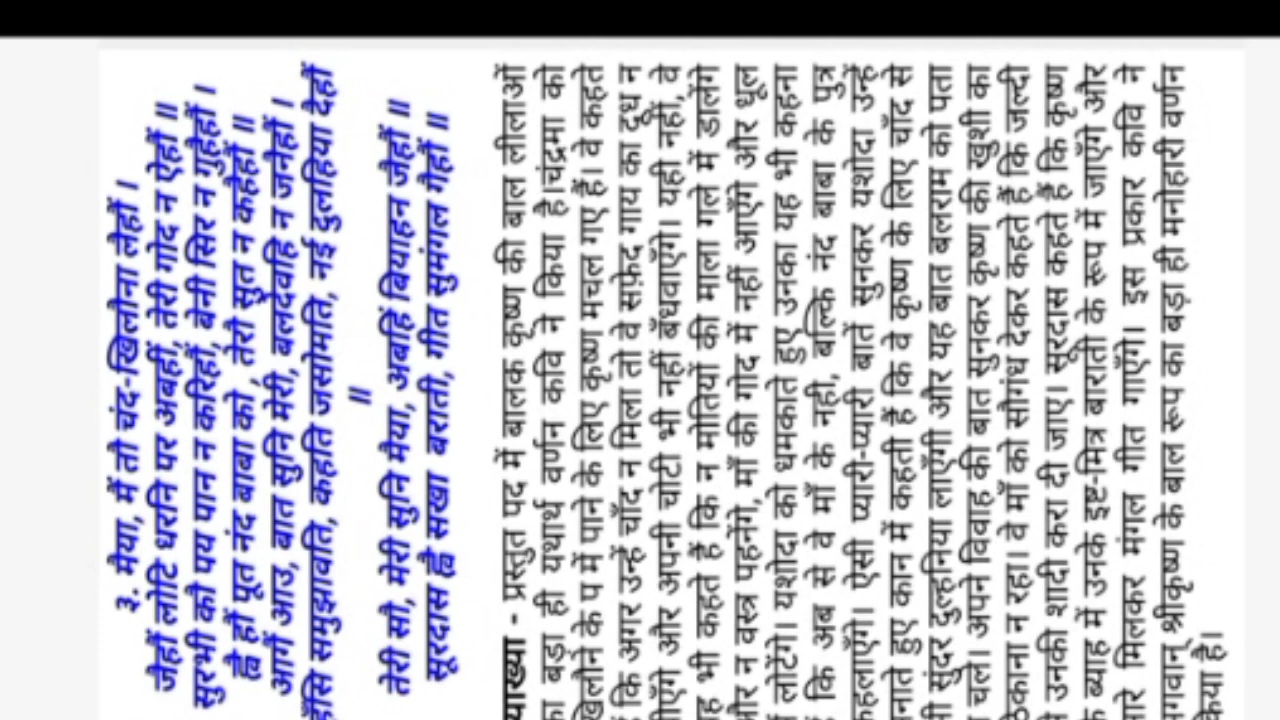 ३. मैया, मैं तौ चंद-खिलौना लैहौं ।
जैहौं लोटि धरनि पर अबहीं, तेरी गोद न ऐहौं ॥
सुरभी कौ पय पान न करिहौं, बेनी सिर न गुहैहौं ।
ह्वै हौं पूत नंद बाबा को, तेरौ सुत न कहैहौं ॥
आगैं आउ, बात सुनि मेरी, बलदेवहि न जनैहौं ।
हँसि समुझावति, कहति जसोमति, नई दुलहिया दैहौं
॥
तेरी सौ, मेरी सुनि मैया, अबहिं बियाहन जैहौं ॥
सूरदास ह्वै सखा बराती, गीत सुमंगल गैहौं ॥
याख्या - प्रस्तुत पद में बालक कृष्ण की बाल लीलाओं
का बड़ा ही यथार्थ वर्णन कवि ने किया है।चंद्रमा को
खिलौने के प में पाने के लिए कृष्ण मचल गए हैं। वे कहते
कि अगर उन्हें चाँद न मिला तो वे सफ़ेद गाय का दूध न
पीएँगे और अपनी चोटी भी नहीं बँधवाएँगे। यही नहीं, वे
यह भी कहते हैं कि न मोतियों की माला गले में डालेंगे
और न वस्त्र पहनेंगे, माँ की गोद में नहीं आएँगे और धूल
लोटेंगे। यशोदा को धमकाते हुए उनका यह भी कहना
कि अब से वे माँ के नहीं, बल्कि नंद बाबा के पुत्र
कहलाएँगे। ऐसी प्यारी-प्यारी बातें सुनकर यशोदा उन्हें
मनाते हुए कान में कहती हैं कि वे कृष्ण के लिए चाँद से
भी सुंदर दुल्हनिया लाएँगी और यह बात बलराम को पता
चले। अपने विवाह की बात सुनकर कृष्ण की खुशी का
ठिकाना न रहा। वे माँ को सौगंध देकर कहते हैं कि जल्दी
उनकी शादी करा दी जाए। सूरदास कहते हैं कि कृष्ण
के ब्याह में उनके इष्ट-मित्र बाराती के रूप में जाएँगे और
सारे मिलकर मंगल गीत गाएँगे। इस प्रकार कवि ने
गवान् श्रीकृष्ण के बाल रूप का बड़ा ही मनोहारी वर्णन
किया है।